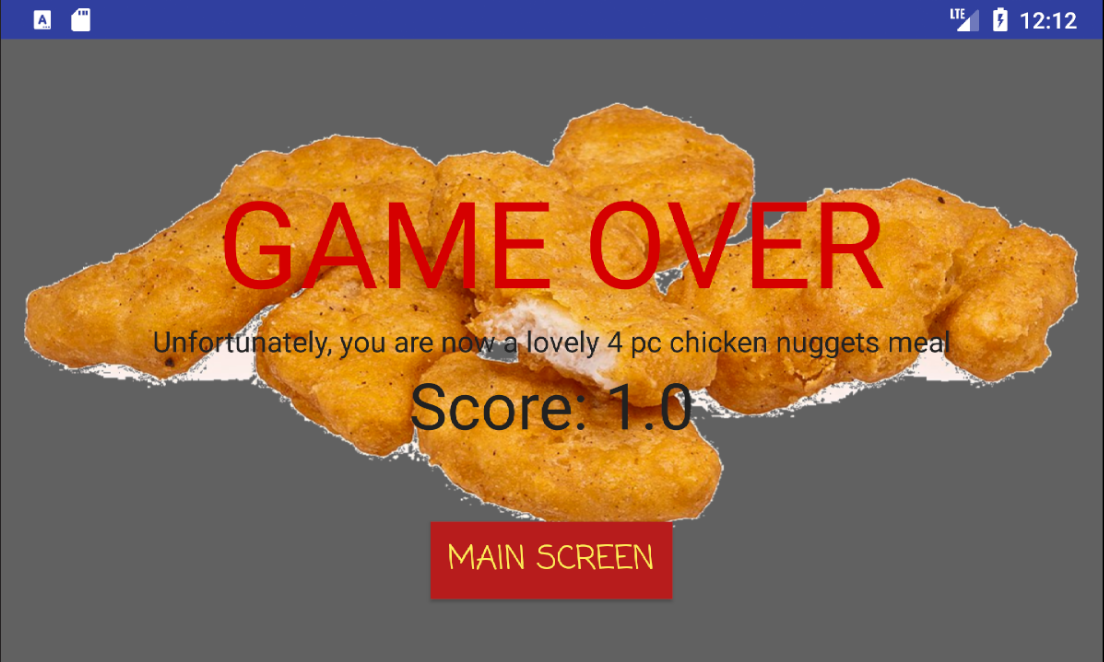 A LTE 12:12
GAME OVER
Unfortunately, you are now a lovely 4 pc chicken nuggets meal
Score: 1.0
MAIN SCREEN